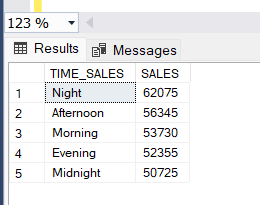 123 %
Results Messages
TIME_SALES SALES
1 Night 62075
2 Afternoon 56345
3 Morning 53730
4 Evening 52355
5 Midnight 50725